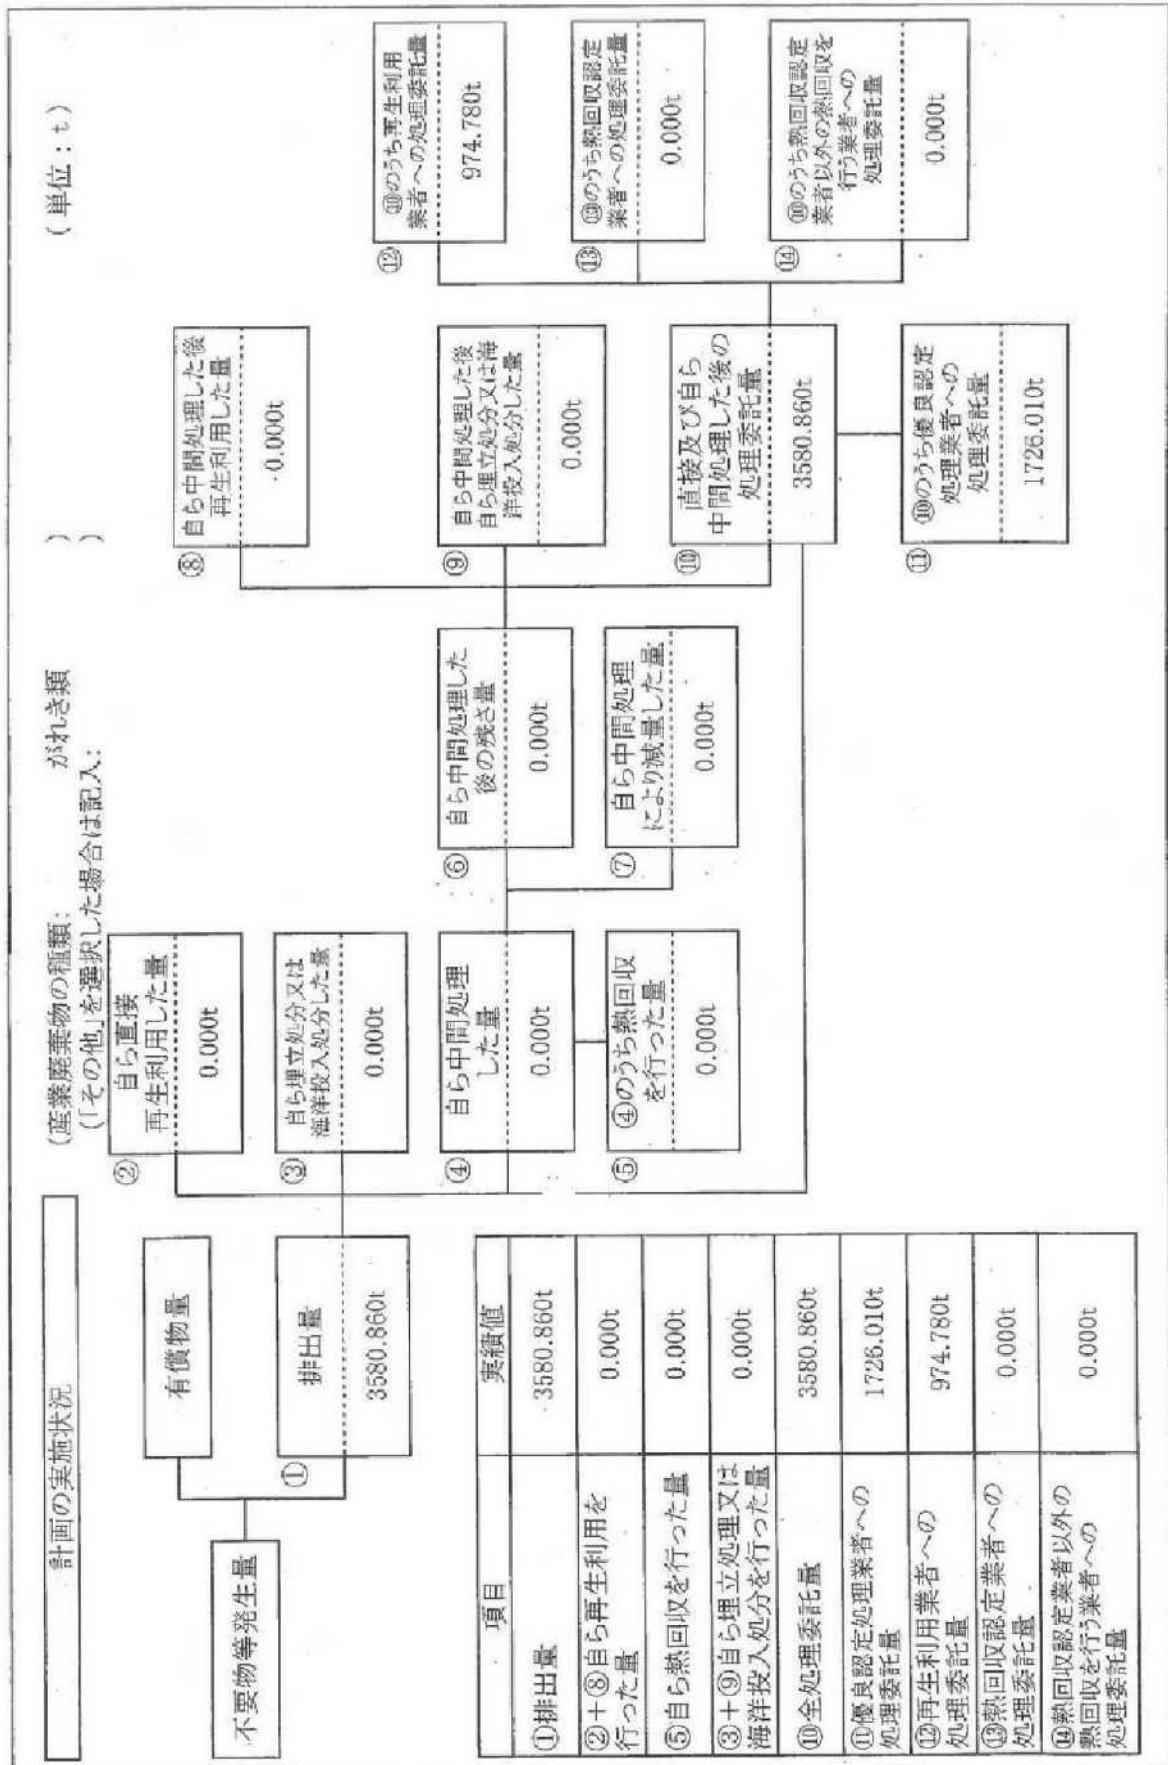 計画の実施状況
(産業廃棄物の種類: がれき類 )
(「その他」を選択した場合は記入: )
(単位：t)
不要物等発生量
有償物量
①
排出量
3580.860t
②
自ら直接
再生利用した量
0.000t
③
自ら埋立処分又は
海洋投入処分した量
0.000t
④
自ら中間処理
した量
0.000t
⑤
④のうち熱回収
を行った量
0.000t
⑥
自ら中間処理した
後の残さ量
0.000t
⑦
自ら中間処理
により減量した量
0.000t
⑧
自ら中間処理した後
再生利用した量
0.000t
⑨
自ら中間処理した後
自ら埋立処分又は海
洋投入処分した量
0.000t
⑩
直接及び自ら
中間処理した後の
処理委託量
3580.860t
⑪
⑩のうち優良認定
処理業者への
処理委託量
1726.010t
⑫
⑩のうち再生利用
業者への処理委託量
974.780t
⑬
⑩のうち熱回収認定
業者への処理委託量
0.000t
⑭
⑩のうち熱回収認定
業者以外の熱回収を
行う業者への
処理委託量
0.000t
項目 実績値
①排出量 3580.860t
②+⑧自ら再生利用を
行った量 0.000t
⑤自ら熱回収を行った量 0.000t
③+⑨自ら埋立処理又は
海洋投入処分を行った量 0.000t
⑩全処理委託量 3580.860t
⑪優良認定処理業者への
処理委託量 1726.010t
⑫再生利用業者への
処理委託量 974.780t
⑬熱回収認定業者への
処理委託量 0.000t
⑭熱回収認定業者以外の
熱回収を行う業者への
処理委託量 0.000t